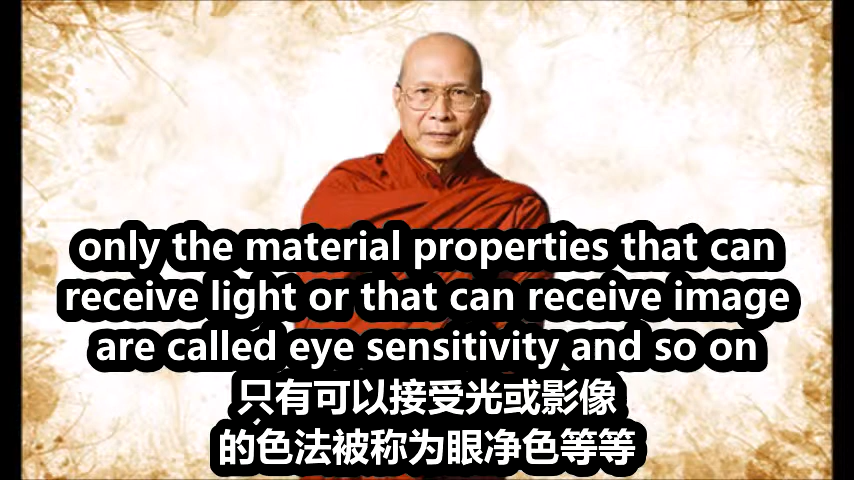 only the material properties that can
receive light or that can receive image
are called eye sensitivity and so on
只有可以接受光或影像
的色法被称为眼净色等等